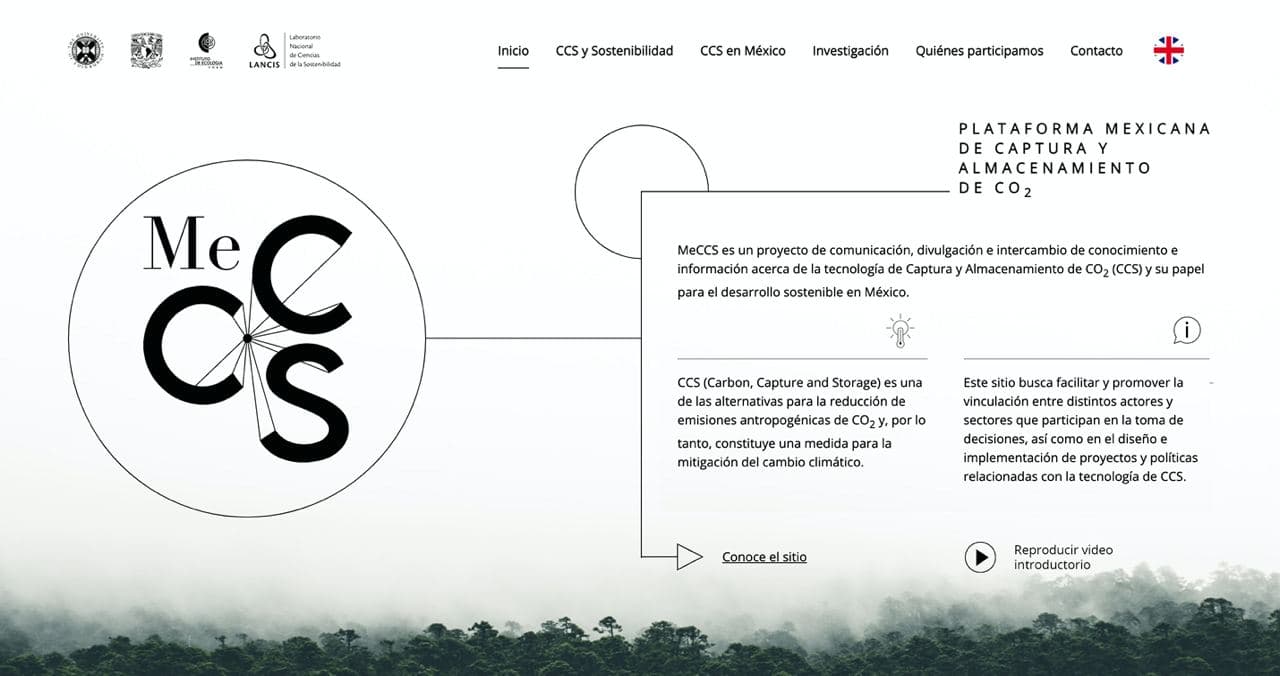 INSTITUTO
DE ECOLOGÍA
UNAM
LANCIS
Laboratorio
Nacional
de Ciencias
de la Sostenibilidad
Inicio
CCS y Sostenibilidad
CCS en México
Investigación
Quiénes participamos
Contacto
PLATAFORMA MEXICANA
DE CAPTURA Y
ALMACENAMIENTO
DE CO2
Me C
C S
MeCCS es un proyecto de comunicación, divulgación e intercambio de conocimiento e
información acerca de la tecnología de Captura y Almacenamiento de CO2 (CCS) y su papel
para el desarrollo sostenible en México.
CCS (Carbon, Capture and Storage) es una
de las alternativas para la reducción de
emisiones antropogénicas de CO2 y, por lo
tanto, constituye una medida para la
mitigación del cambio climático.
Este sitio busca facilitar y promover la
vinculación entre distintos actores y
sectores que participan en la toma de
decisiones, así como en el diseño e
implementación de proyectos y políticas
relacionadas con la tecnología de CCS.
Conoce el sitio
Reproducir video
introductorio